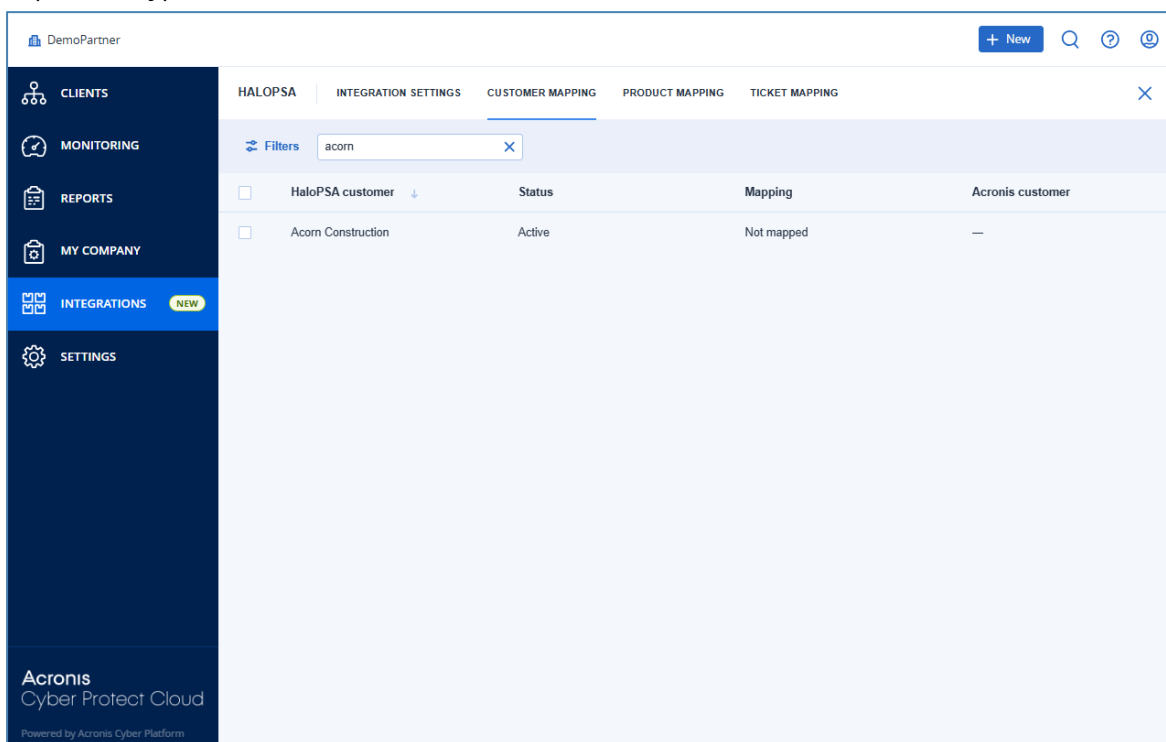 DemoPartner
+ New
CLIENTS
MONITORING
REPORTS
MY COMPANY
INTEGRATIONS NEW
SETTINGS
HALOPSA INTEGRATION SETTINGS CUSTOMER MAPPING PRODUCT MAPPING TICKET MAPPING
Filters acorn
HaloPSA customer ↓ Status Mapping Acronis customer
Acorn Construction Active Not mapped —
Acronis
Cyber Protect Cloud
Powered by Acronis Cyber Platform